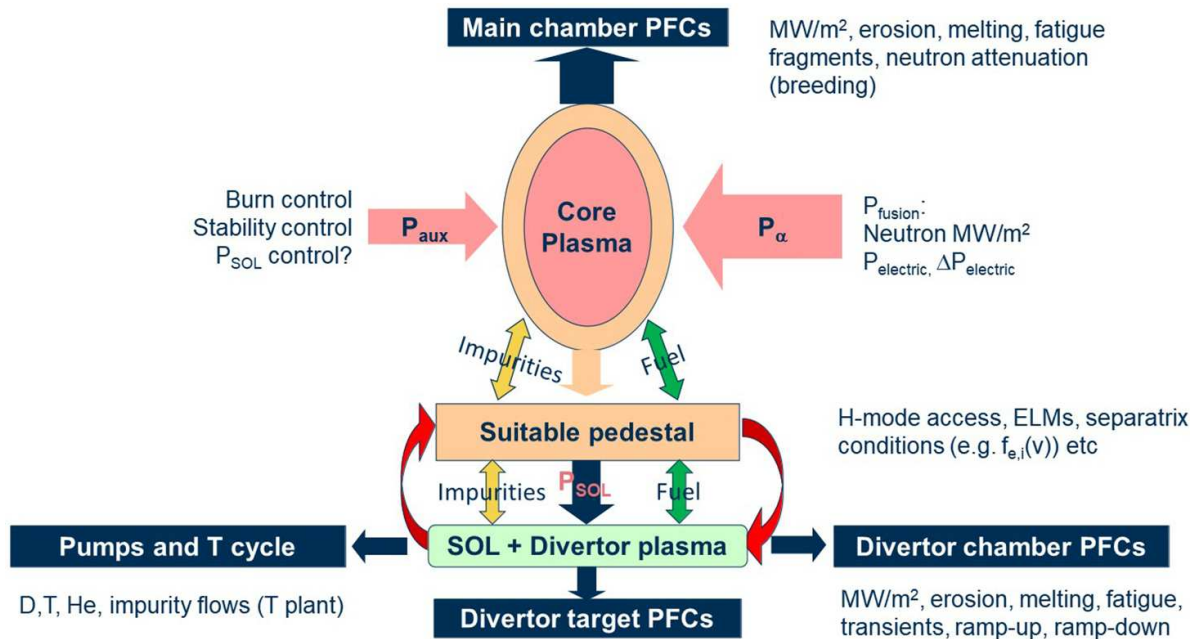 Main chamber PFCs
MW/m², erosion, melting, fatigue
fragments, neutron attenuation
(breeding)
Burn control
Stability control
P_SOL control?
P_aux
Core
Plasma
P_α
P_fusion:
Neutron MW/m²
P_electric, ΔP_electric
Impurities
Fuel
Suitable pedestal
H-mode access, ELMs, separatrix
conditions (e.g. f_e,i(v)) etc
Impurities
P_SOL
Fuel
Pumps and T cycle
SOL + Divertor plasma
Divertor chamber PFCs
D,T, He, impurity flows (T plant)
Divertor target PFCs
MW/m², erosion, melting, fatigue,
transients, ramp-up, ramp-down